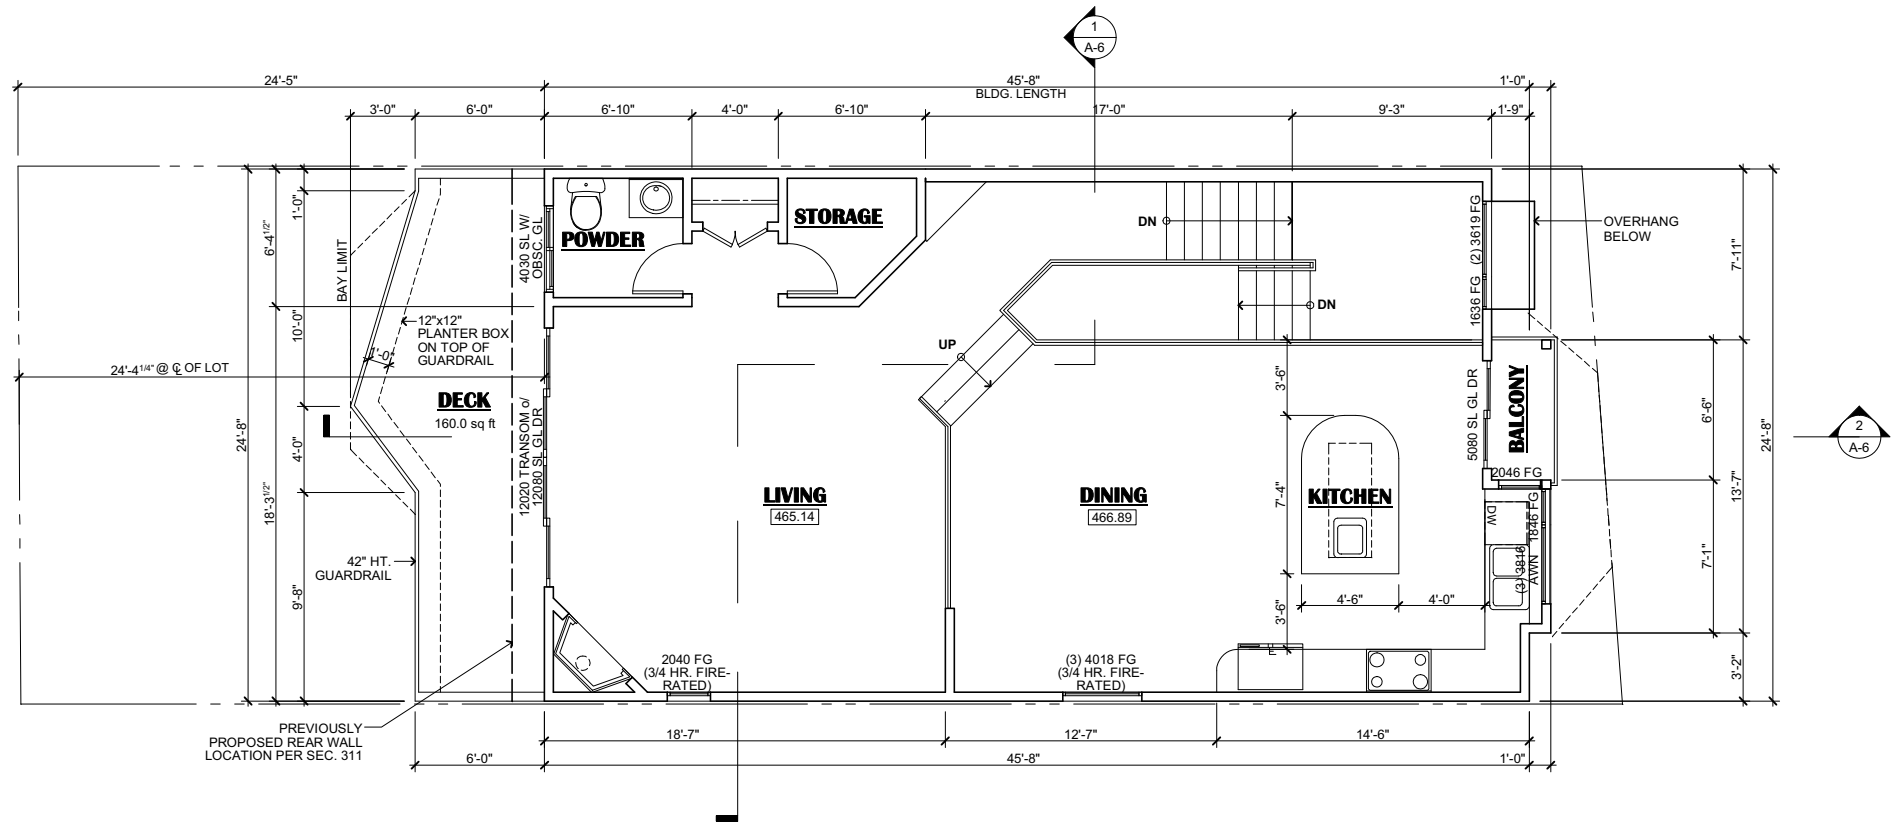 1
A-6
24'-5"
45'-8"
BLDG. LENGTH
1'-0"
3'-0"
6'-0"
6'-10"
4'-0"
6'-10"
17'-0"
9'-3"
1'-9"
24'-8"
6'-4 1/2"
18'-3 1/2"
1'-0"
10'-0"
4'-0"
9'-8"
BAY LIMIT
12"x12"
PLANTER BOX
ON TOP OF
GUARDRAIL
1'-0"
24'-4 1/4" @ ℄ OF LOT
DECK
160.0 sq ft
42" HT.
GUARDRAIL
4030 SL W/
OBSC. GL
12020 TRANSOM o/
12080 SL GL DR
POWDER
STORAGE
DN
DN
UP
(2) 3619 FG
1636 FG
OVERHANG
BELOW
5080 SL GL DR
BALCONY
2046 FG
1846 FG
DW
(3) 3816
AWN
LIVING
465.14
DINING
466.89
KITCHEN
3'-6"
7'-4"
3'-6"
4'-6"
4'-0"
F
2040 FG
(3/4 HR. FIRE-
RATED)
(3) 4018 FG
(3/4 HR. FIRE-
RATED)
7'-11"
6'-6"
13'-7"
7'-1"
3'-2"
24'-8"
2
A-6
PREVIOUSLY
PROPOSED REAR WALL
LOCATION PER SEC. 311
18'-7"
12'-7"
14'-6"
6'-0"
45'-8"
1'-0"